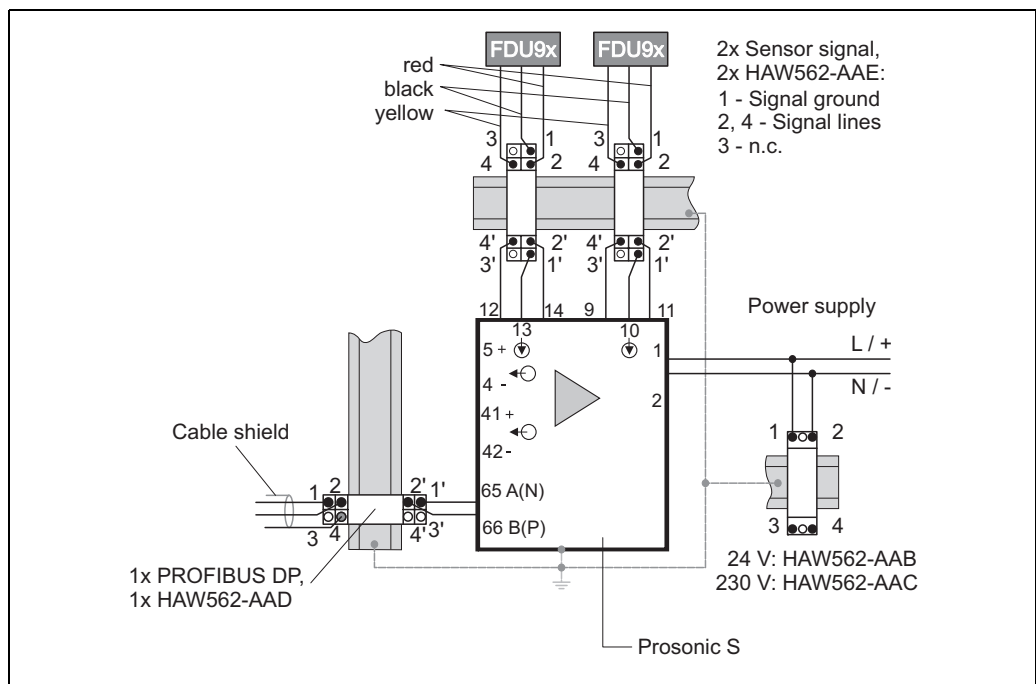 FDU9x FDU9x
red
black
yellow
2x Sensor signal,
2x HAW562-AAE:
1 - Signal ground
2, 4 - Signal lines
3 - n.c.
3 1 3 1
4 2 4 2
4' 2' 4' 2'
3' 1' 3' 1'
12 14 9 11
13 10
5 +
4 -
41 +
42 -
65 A(N)
66 B(P)
1
2
Power supply
L / +
N / -
1 2
3 4
24 V: HAW562-AAB
230 V: HAW562-AAC
Cable shield
1 2 2' 1'
3 4 4' 3'
1x PROFIBUS DP,
1x HAW562-AAD
Prosonic S